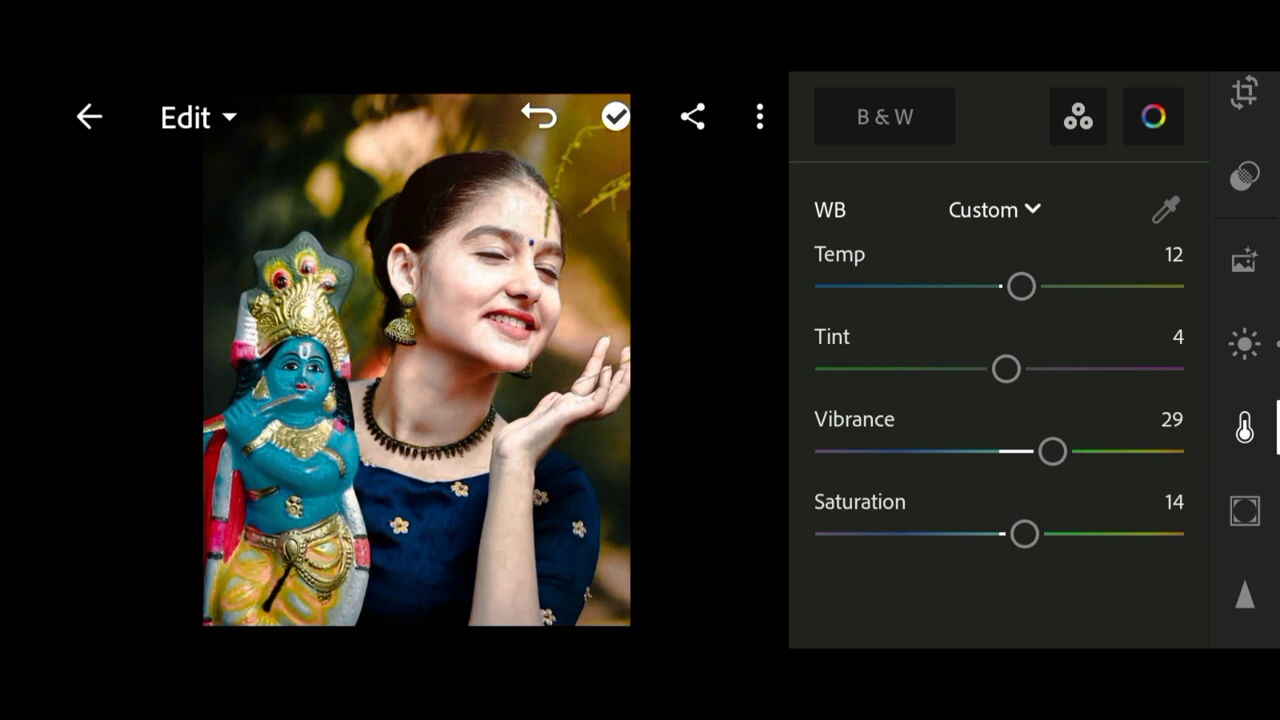 Edit
B & W
WB Custom
Temp 12
Tint 4
Vibrance 29
Saturation 14